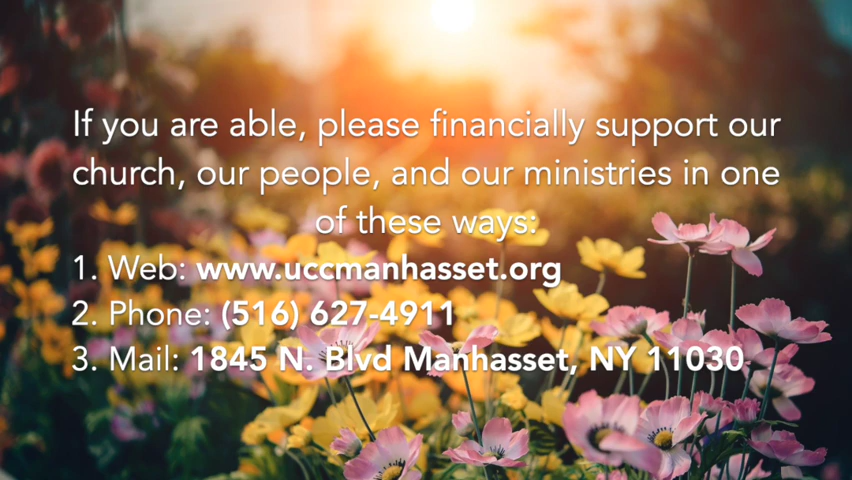 If you are able, please financially support our
church, our people, and our ministries in one
of these ways:
1. Web: www.uccmanhasset.org
2. Phone: (516) 627-4911
3. Mail: 1845 N. Blvd Manhasset, NY 11030